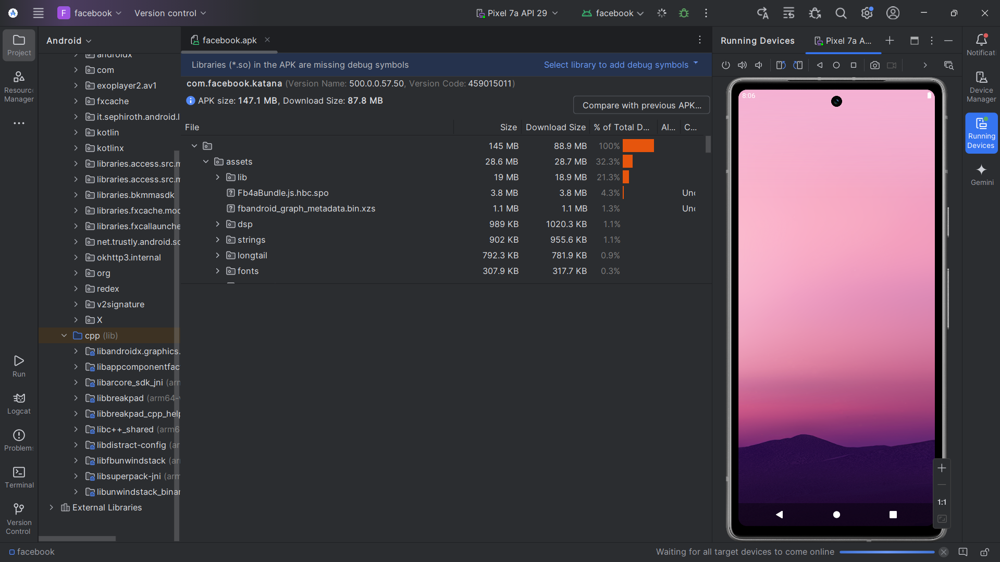 F facebook Version control Pixel 7a API 29 facebook
Project
Resourc
Manager
Run
Logcat
Problem
Terminal
Version
Control
Android
androidx
com
exoplayer2.av1
fxcache
it.sephiroth.android.l
kotlin
kotlinx
libraries.access.src.m
libraries.access.src.m
libraries.bkmmasdk
libraries.fxcache.moc
libraries.fxcallaunche
net.trustly.android.sc
okhttp3.internal
org
redex
v2signature
X
cpp (lib)
libandroidx.graphics.
libappcomponentfac
libarcore_sdk_jni (arm
libbreakpad (arm64-v
libbreakpad_cpp_help
libc++_shared (arm6
libdistract-config (ar
libfbunwindstack (ar
libsuperpack-jni (arm
libunwindstack_binar
External Libraries
facebook.apk
Libraries (*.so) in the APK are missing debug symbols Select library to add debug symbols
com.facebook.katana (Version Name: 500.0.0.57.50, Version Code: 459015011)
APK size: 147.1 MB, Download Size: 87.8 MB
Compare with previous APK...
File Size Download Size % of Total D... Al... C...
145 MB 88.9 MB 100%
assets 28.6 MB 28.7 MB 32.3%
lib 19 MB 18.9 MB 21.3%
Fb4aBundle.js.hbc.spo 3.8 MB 3.8 MB 4.3% Unc
fbandroid_graph_metadata.bin.xzs 1.1 MB 1.1 MB 1.3% Unc
dsp 989 KB 1020.3 KB 1.1%
strings 902 KB 955.6 KB 1.1%
longtail 792.3 KB 781.9 KB 0.9%
fonts 307.9 KB 317.7 KB 0.3%
Running Devices Pixel 7a A...
8:06
1:1
Notificat
Device
Manager
Running
Devices
Gemini
facebook
Waiting for all target devices to come online